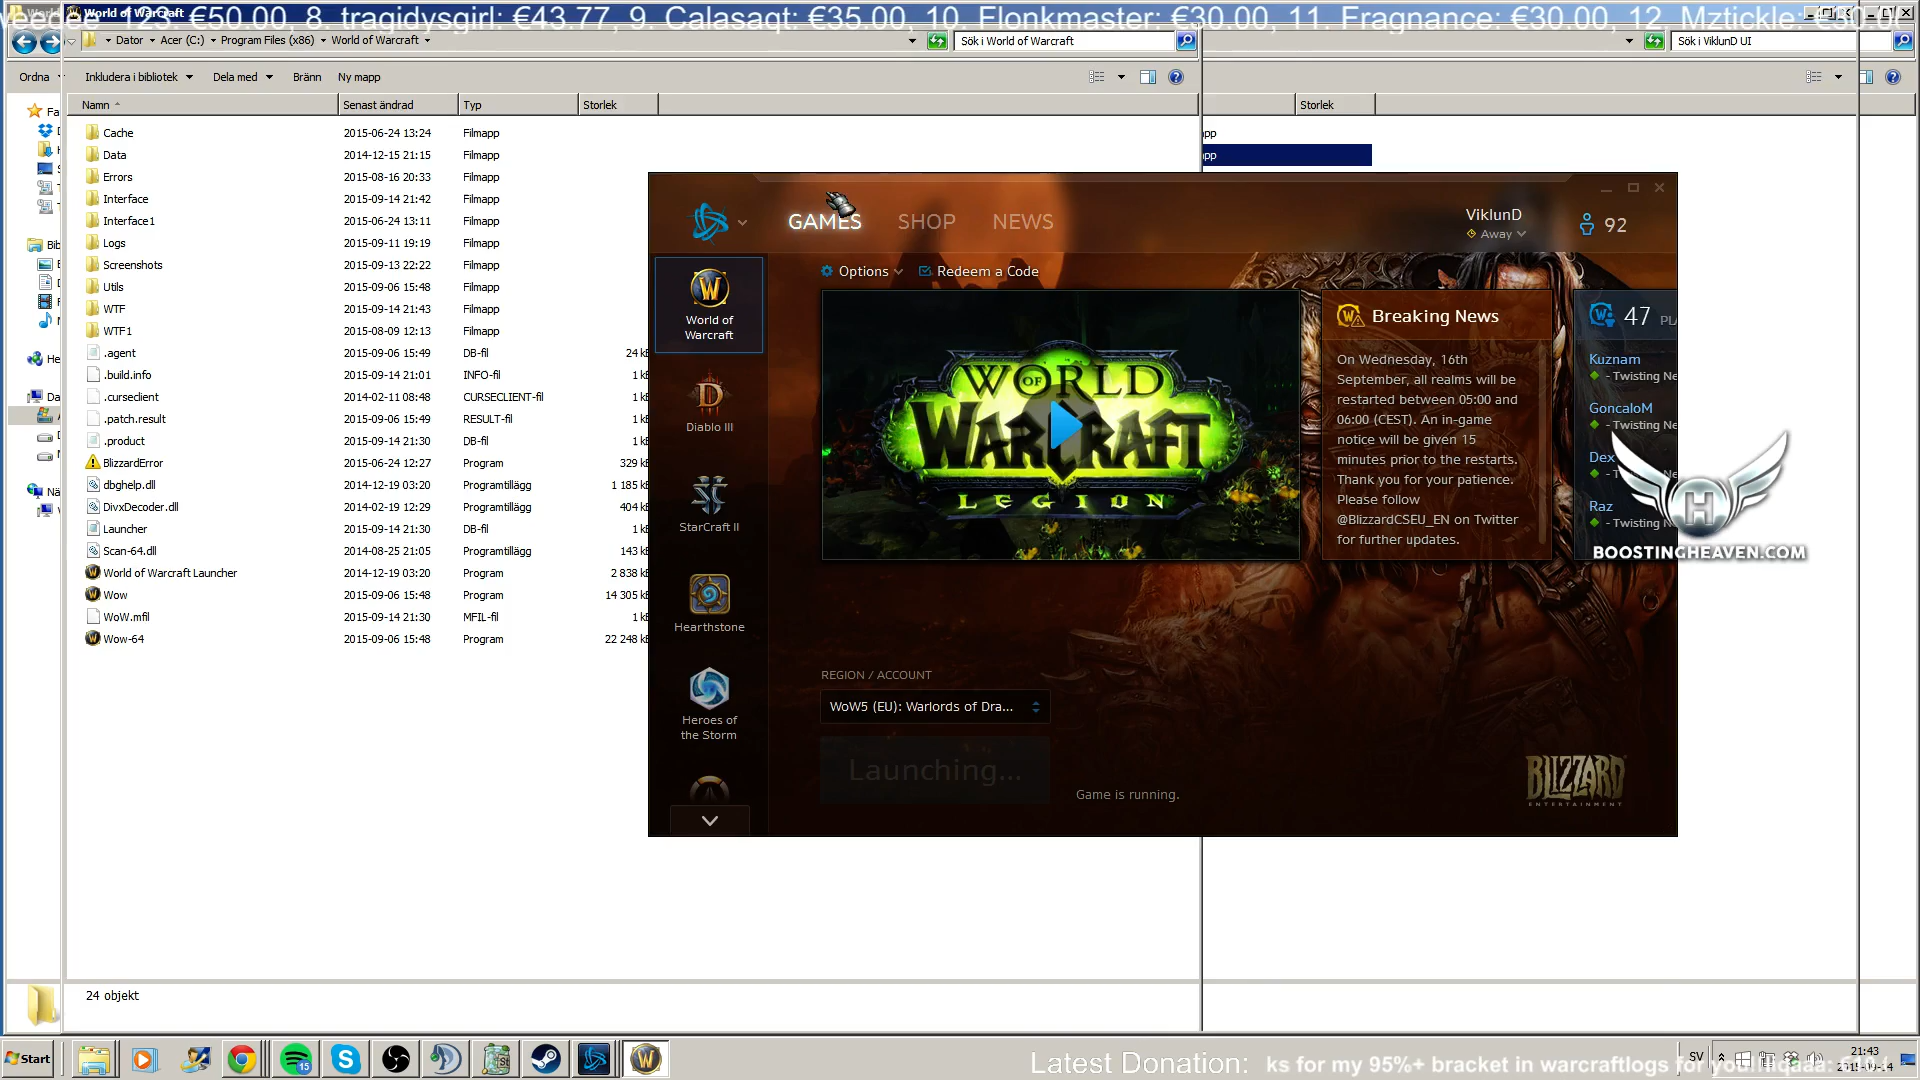 World of Warcraft
€50.00, 8. tragidysgirl: €43.77, 9. Calasaqt: €35.00, 10. Flonkmaster: €30.00, 11. Fragnance: €30.00, 12. Mztickle:
Dator Acer (C:) Program Files (x86) World of Warcraft
Sök i World of Warcraft
Sök i ViklunD UI
Ordna
Inkludera i bibliotek Dela med Bränn Ny mapp
Namn Senast ändrad Typ Storlek
Storlek
Cache 2015-06-24 13:24 Filmapp
Data 2014-12-15 21:15 Filmapp
Errors 2015-08-16 20:33 Filmapp
Interface 2015-09-14 21:42 Filmapp
Interface1 2015-06-24 13:11 Filmapp
Logs 2015-09-11 19:19 Filmapp
Screenshots 2015-09-13 22:22 Filmapp
Utils 2015-09-06 15:48 Filmapp
WTF 2015-09-14 21:43 Filmapp
WTF1 2015-08-09 12:13 Filmapp
.agent 2015-09-06 15:49 DB-fil 24
.build.info 2015-09-14 21:01 INFO-fil 1
.curseclient 2014-02-11 08:48 CURSECLIENT-fil 1
.patch.result 2015-09-06 15:49 RESULT-fil 1
.product 2015-09-14 21:30 DB-fil 1
BlizzardError 2015-06-24 12:27 Program 329
dbghelp.dll 2014-12-19 03:20 Programtillägg 1 185
DivxDecoder.dll 2014-02-19 12:29 Programtillägg 404
Launcher 2015-09-14 21:30 DB-fil 1
Scan-64.dll 2014-08-25 21:05 Programtillägg 143
World of Warcraft Launcher 2014-12-19 03:20 Program 2 838
Wow 2015-09-06 15:48 Program 14 305
WoW.mfil 2015-09-14 21:30 MFIL-fil 1
Wow-64 2015-09-06 15:48 Program 22 248
24 objekt
GAMES SHOP NEWS
ViklunD
Away
92
World of
Warcraft
Diablo III
StarCraft II
Hearthstone
Heroes of
the Storm
Options Redeem a Code
WORLD
OF
WARCRAFT
LEGION
Breaking News
On Wednesday, 16th
September, all realms will be
restarted between 05:00 and
06:00 (CEST). An in-game
notice will be given 15
minutes prior to the restarts.
Thank you for your patience.
Please follow
@BlizzardCSEU_EN on Twitter
for further updates.
47
Kuznam
- Twisting
GoncaloM
- Twisting
Dex
Raz
- Twisting
H
BOOSTINGHEAVEN.COM
REGION / ACCOUNT
WoW5 (EU): Warlords of Dra...
Launching...
Game is running.
BLIZZARD
ENTERTAINMENT
Start
15
Latest Donation: ks for my 95%+ bracket in warcraftlogs for you!
SV
21:43
2015-09-14